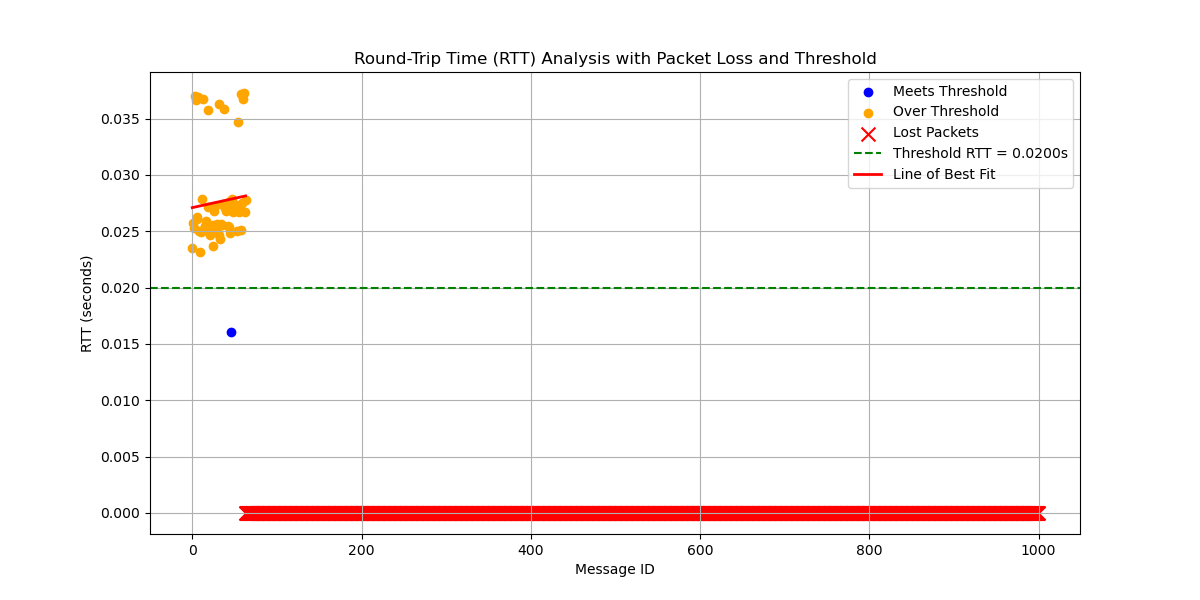 Round-Trip Time (RTT) Analysis with Packet Loss and Threshold
Meets Threshold
Over Threshold
Lost Packets
Threshold RTT = 0.0200s
Line of Best Fit
RTT (seconds)
0.035
0.030
0.025
0.020
0.015
0.010
0.005
0.000
0 200 400 600 800 1000
Message ID